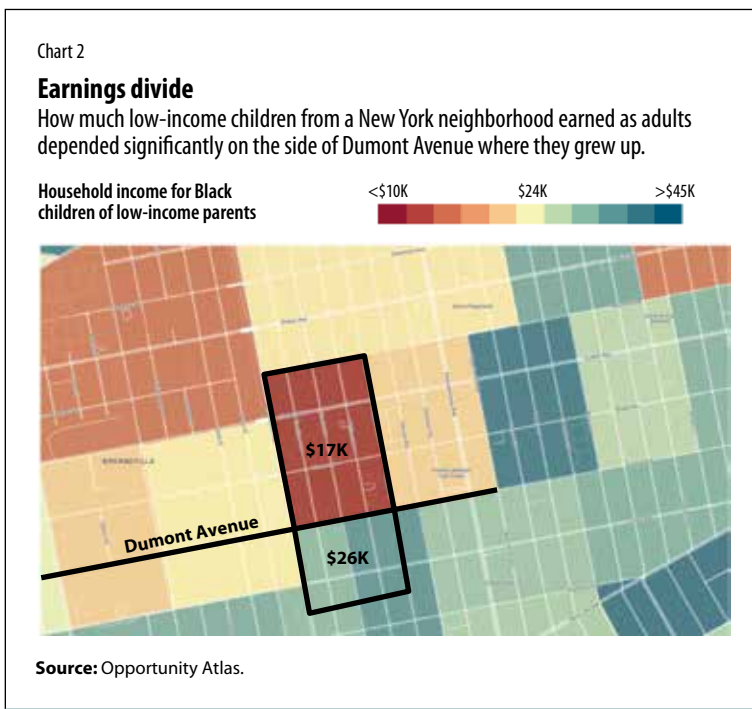 Chart 2
Earnings divide
How much low-income children from a New York neighborhood earned as adults
depended significantly on the side of Dumont Avenue where they grew up.
Household income for Black
children of low-income parents
<$10K $24K >$45K
$17K
Dumont Avenue
$26K
Source: Opportunity Atlas.